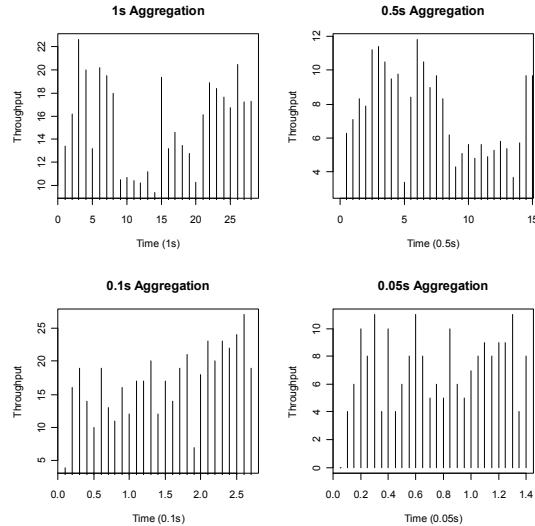 1s Aggregation
Throughput
10 12 14 16 18 20 22
0 5 10 15 20 25
Time (1s)
0.5s Aggregation
Throughput
4 6 8 10 12
0 5 10 15
Time (0.5s)
0.1s Aggregation
Throughput
5 10 15 20 25
0.0 0.5 1.0 1.5 2.0 2.5
Time (0.1s)
0.05s Aggregation
Throughput
0 2 4 6 8 10
0.0 0.2 0.4 0.6 0.8 1.0 1.2 1.4
Time (0.05s)